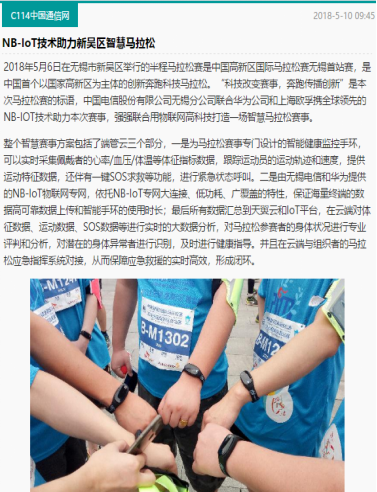 C114中国通信网
2018-5-10 09:45
NB-IoT技术助力新吴区智慧马拉松
2018年5月6日在无锡市新吴区举行的半程马拉松赛是中国高新区国际马拉松赛无锡首站赛，是
中国首个以国家高新区为主体的创新奔跑科技马拉松。“科技改变赛事，奔跑传播创新”是本
次马拉松赛的标语，中国电信股份有限公司无锡分公司联合华为公司和上海欧孚携全球领先的
NB-IOT技术助力本次赛事，强强联合用物联网高科技打造一场智慧马拉松赛事。
整个智慧赛事方案包括了端管云三个部分，一是为马拉松赛事专门设计的智能健康监控手环，
可以实时采集佩戴者的心率/血压/体温等体征指标数据，跟踪运动员的运动轨迹和速度，提供
运动特征数据，还伴有一键SOS求救等功能，进行紧急状态呼叫。二是由无锡电信和华为提供
的NB-IoT物联网专网，依托NB-IoT专网大连接、低功耗、广覆盖的特性，保证海量终端的数
据高可靠数据上传和智能手环的使用时长；最后所有数据汇总到天翼云和IoT平台，在云端对体
征数据、运动数据、SOS数据等进行实时的大数据分析，对马拉松参赛者的身体状况进行专业
评判和分析，对潜在的身体异常者进行识别，及时进行健康指导。并且在云端与组织者的马拉
松应急指挥系统对接，从而保障应急救援的实时高效，形成闭环。
B-M1302